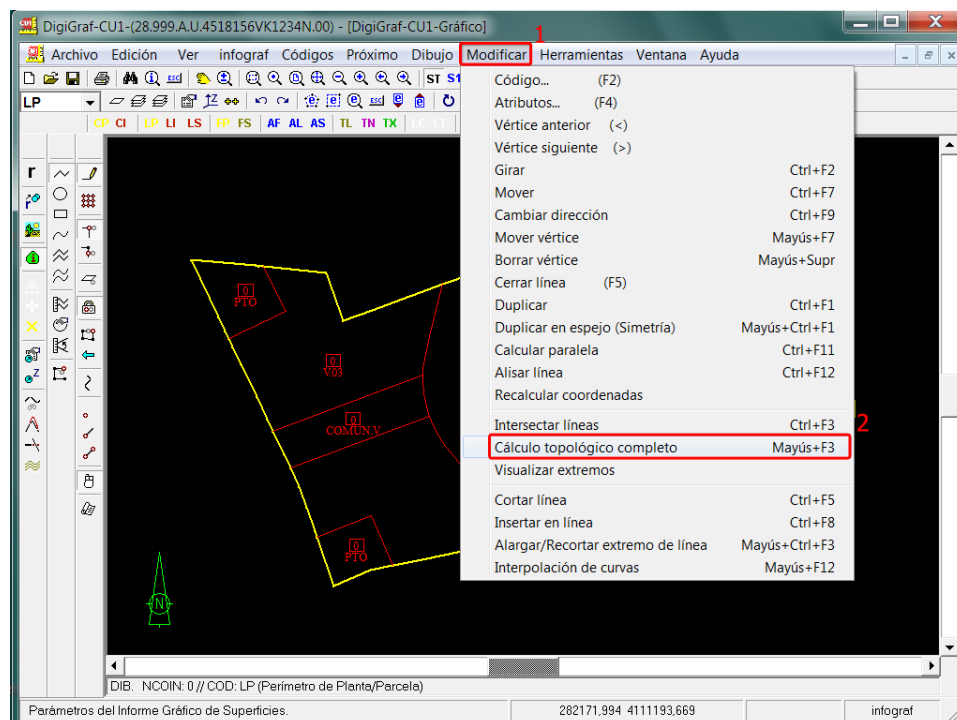 DigiGraf-CU1-(28.999.A.U.4518156VK1234N.00) - [DigiGraf-CU1-Gráfico]
1
Archivo Edición Ver infograf Códigos Próximo Dibujo Modificar Herramientas Ventana Ayuda
ST S1
LP
CP CI LP LI LS FP FS AF AL AS TL TN TX LC LT
Código... (F2)
Atributos... (F4)
Vértice anterior (<)
Vértice siguiente (>)
Girar Ctrl+F2
Mover Ctrl+F7
Cambiar dirección Ctrl+F9
Mover vértice Mayús+F7
Borrar vértice Mayús+Supr
Cerrar línea (F5)
Duplicar Ctrl+F1
Duplicar en espejo (Simetría) Mayús+Ctrl+F1
Calcular paralela Ctrl+F11
Alisar línea Ctrl+F12
Recalcular coordenadas
Intersectar líneas Ctrl+F3
2
Cálculo topológico completo Mayús+F3
Visualizar extremos
Cortar línea Ctrl+F5
Insertar en línea Ctrl+F8
Alargar/Recortar extremo de línea Mayús+Ctrl+F3
Interpolación de curvas Mayús+F12
0
PTO
0
V.03
0
COMUN.V.
0
PTO
N
DIB. NCOIN: 0 // COD: LP (Perímetro de Planta/Parcela)
Parámetros del Informe Gráfico de Superficies. 282171,994 4111193,669 infograf